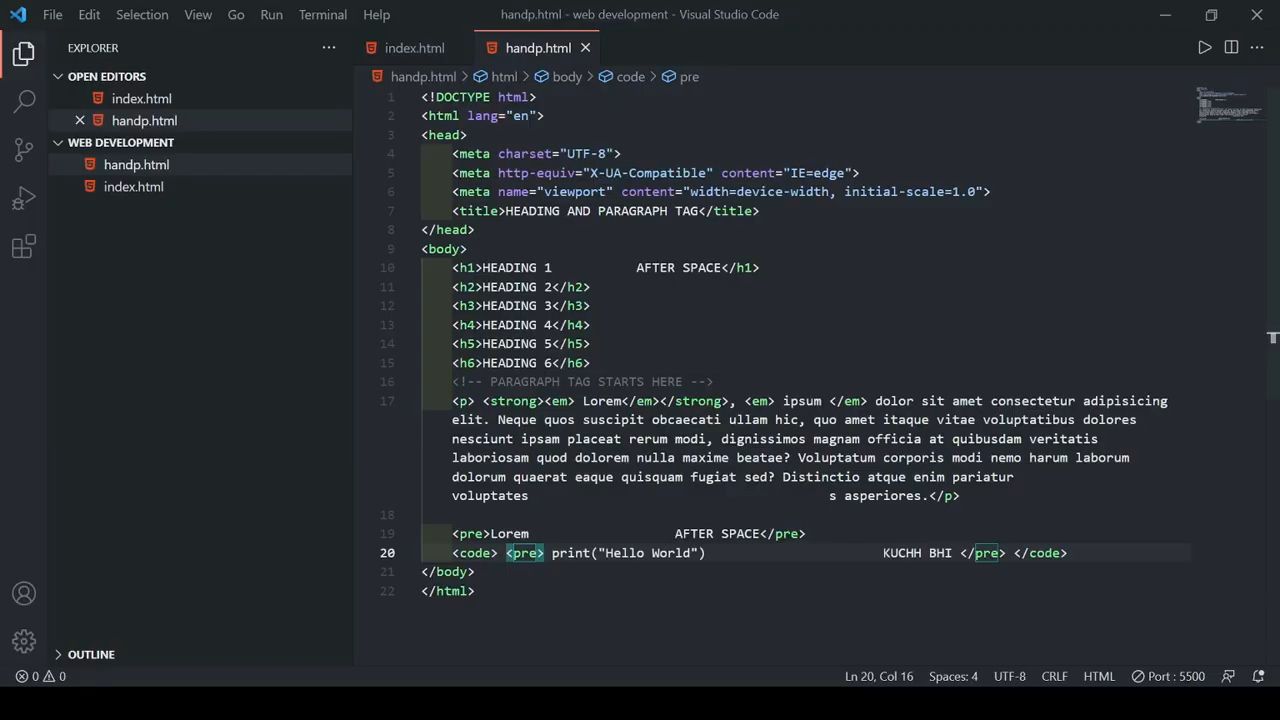 File Edit Selection View Go Run Terminal Help handp.html - web development - Visual Studio Code
EXPLORER
OPEN EDITORS
index.html
handp.html
WEB DEVELOPMENT
handp.html
index.html
OUTLINE
index.html handp.html
handp.html > html > body > code > pre
1 <!DOCTYPE html>
2 <html lang="en">
3 <head>
4 <meta charset="UTF-8">
5 <meta http-equiv="X-UA-Compatible" content="IE=edge">
6 <meta name="viewport" content="width=device-width, initial-scale=1.0">
7 <title>HEADING AND PARAGRAPH TAG</title>
8 </head>
9 <body>
10 <h1>HEADING 1 AFTER SPACE</h1>
11 <h2>HEADING 2</h2>
12 <h3>HEADING 3</h3>
13 <h4>HEADING 4</h4>
14 <h5>HEADING 5</h5>
15 <h6>HEADING 6</h6>
16 <!-- PARAGRAPH TAG STARTS HERE -->
17 <p> <strong><em> Lorem</em></strong>, <em> ipsum </em> dolor sit amet consectetur adipisicing
elit. Neque quos suscipit obcaecati ullam hic, quo amet itaque vitae voluptatibus dolores
nesciunt ipsam placeat rerum modi, dignissimos magnam officia at quibusdam veritatis
laboriosam quod dolorem nulla maxime beatae? Voluptatum corporis modi nemo harum laborum
dolorum quaerat eaque quisquam fugiat sed? Distinctio atque enim pariatur
voluptates s asperiores.</p>
18
19 <pre>Lorem AFTER SPACE</pre>
20 <code> <pre> print("Hello World") KUCHH BHI </pre> </code>
21 </body>
22 </html>
0 0 Ln 20, Col 16 Spaces: 4 UTF-8 CRLF HTML Port : 5500